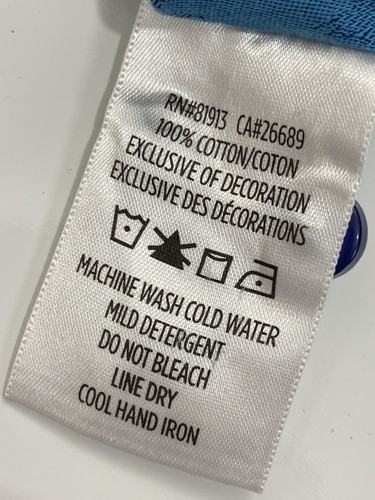 RN#81913 CA#26689
100% COTTON/COTON
EXCLUSIVE OF DECORATION
EXCLUSIVE DES DÉCORATIONS
MACHINE WASH COLD WATER
MILD DETERGENT
DO NOT BLEACH
LINE DRY
COOL HAND IRON